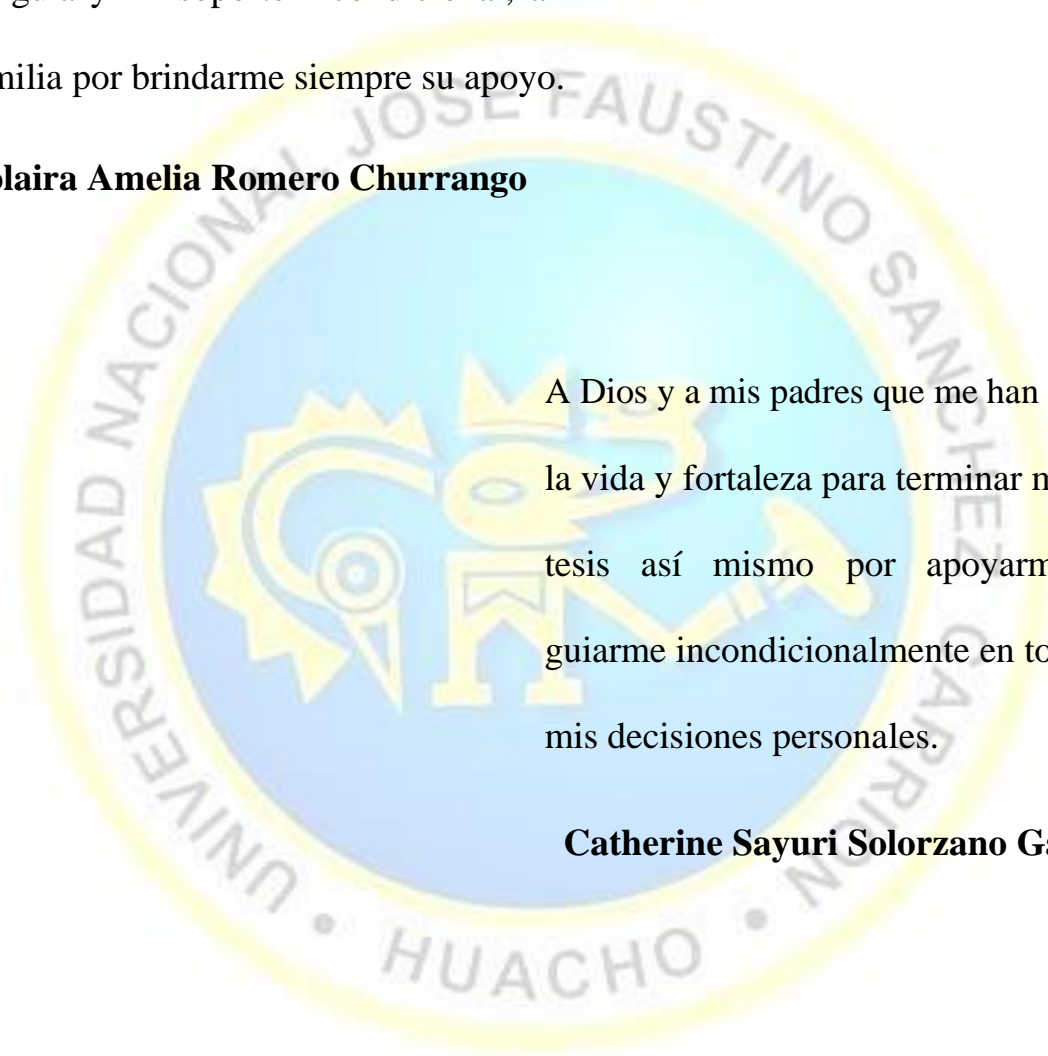 milia por brindarme siempre su apoyo.
laira Amelia Romero Churrango
A Dios y a mis padres que me han
la vida y fortaleza para terminar m
tesis así mismo por apoyarm
guiarme incondicionalmente en to
mis decisiones personales.
Catherine Sayuri Solorzano Ga
UNIVERSIDAD NACIONAL JOSE FAUSTINO SANCHEZ CARRION • HUACHO •